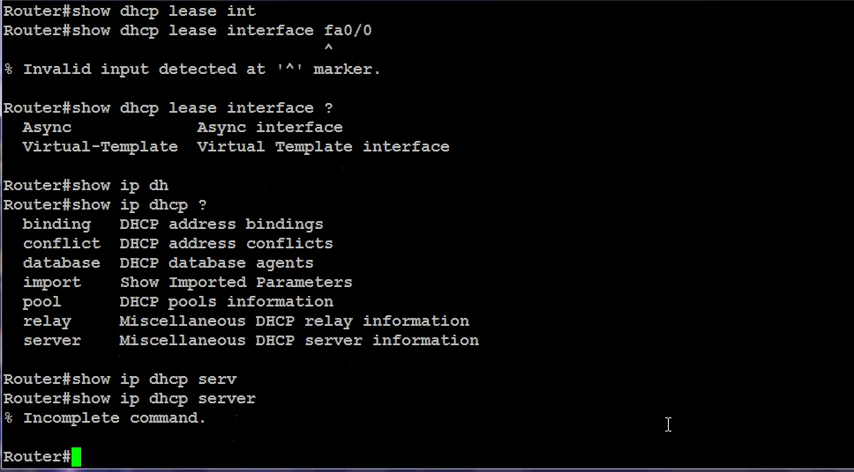 Router#show dhcp lease int
Router#show dhcp lease interface fa0/0
^
% Invalid input detected at '^' marker.
Router#show dhcp lease interface ?
Async Async interface
Virtual-Template Virtual Template interface
Router#show ip dh
Router#show ip dhcp ?
binding DHCP address bindings
conflict DHCP address conflicts
database DHCP database agents
import Show Imported Parameters
pool DHCP pools information
relay Miscellaneous DHCP relay information
server Miscellaneous DHCP server information
Router#show ip dhcp serv
Router#show ip dhcp server
% Incomplete command.
Router#